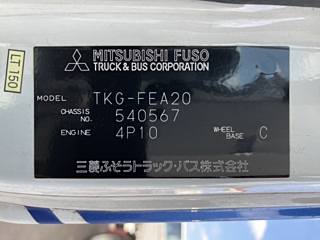 LT150
MITSUBISHI FUSO
TRUCK & BUS CORPORATION
MODEL TKG-FEA20
CHASSIS NO. 540567
ENGINE 4P10 WHEEL BASE C
三菱ふそうトラック・バス株式会社